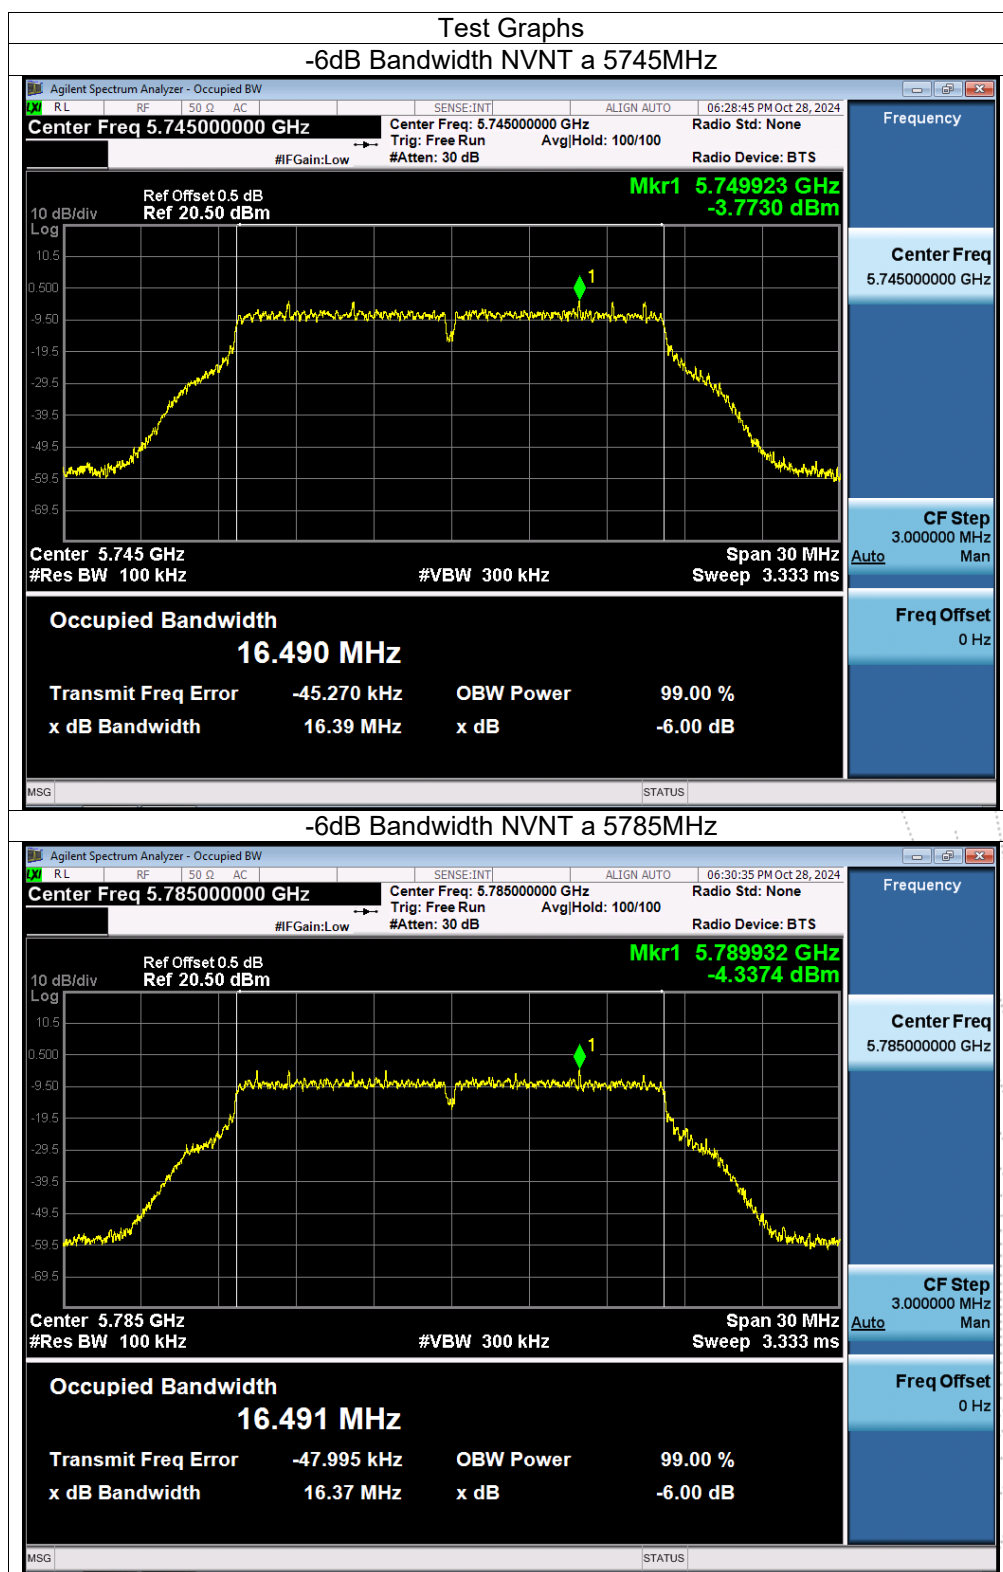 Test Graphs
-6dB Bandwidth NVNT a 5745MHz
Agilent Spectrum Analyzer - Occupied BW
LXI RL RF 50 Ω AC SENSE:INT ALIGN AUTO 06:28:45 PM Oct 28, 2024
Center Freq 5.745000000 GHz Center Freq: 5.745000000 GHz Radio Std: None Frequency
Trig: Free Run Avg|Hold: 100/100
#IFGain:Low #Atten: 30 dB Radio Device: BTS
Mkr1 5.749923 GHz
-3.7730 dBm
Ref Offset 0.5 dB
10 dB/div Ref 20.50 dBm
Log
10.5
0.500
-9.50
-19.5
-29.5
-39.5
-49.5
-59.5
-69.5
1
Center Freq
5.745000000 GHz
Center 5.745 GHz Span 30 MHz
#Res BW 100 kHz #VBW 300 kHz Sweep 3.333 ms
CF Step
3.000000 MHz
Auto Man
Occupied Bandwidth
16.490 MHz
Freq Offset
0 Hz
Transmit Freq Error -45.270 kHz OBW Power 99.00 %
x dB Bandwidth 16.39 MHz x dB -6.00 dB
MSG STATUS
-6dB Bandwidth NVNT a 5785MHz
Agilent Spectrum Analyzer - Occupied BW
LXI RL RF 50 Ω AC SENSE:INT ALIGN AUTO 06:30:35 PM Oct 28, 2024
Center Freq 5.785000000 GHz Center Freq: 5.785000000 GHz Radio Std: None Frequency
Trig: Free Run Avg|Hold: 100/100
#IFGain:Low #Atten: 30 dB Radio Device: BTS
Mkr1 5.789932 GHz
-4.3374 dBm
Ref Offset 0.5 dB
10 dB/div Ref 20.50 dBm
Log
10.5
0.500
-9.50
-19.5
-29.5
-39.5
-49.5
-59.5
-69.5
1
Center Freq
5.785000000 GHz
Center 5.785 GHz Span 30 MHz
#Res BW 100 kHz #VBW 300 kHz Sweep 3.333 ms
CF Step
3.000000 MHz
Auto Man
Occupied Bandwidth
16.491 MHz
Freq Offset
0 Hz
Transmit Freq Error -47.995 kHz OBW Power 99.00 %
x dB Bandwidth 16.37 MHz x dB -6.00 dB
MSG STATUS